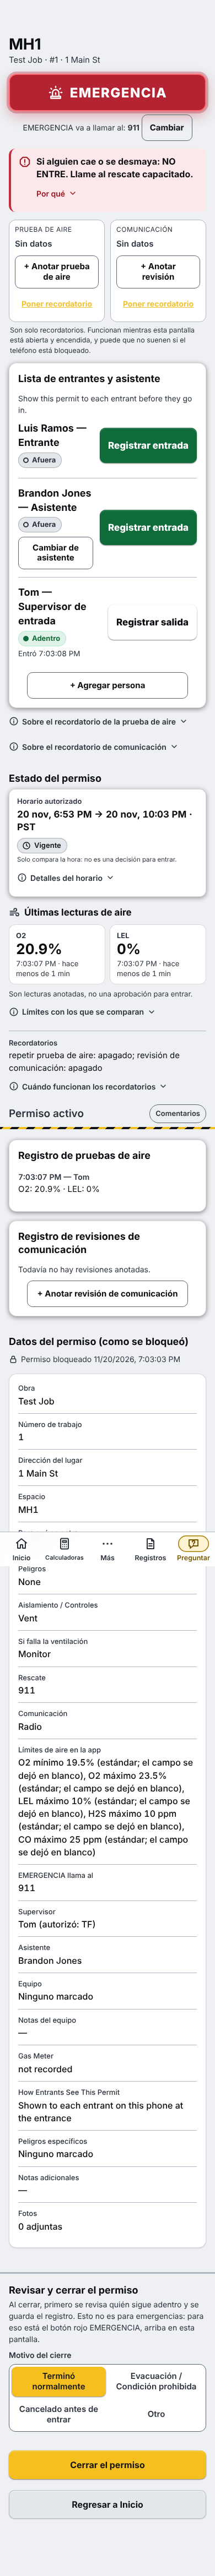 MH1
Test Job · #1 · 1 Main St
EMERGENCIA
EMERGENCIA va a llamar al: 911 Cambiar
Si alguien cae o se desmaya: NO
ENTRE. Llame al rescate capacitado.
Por qué
PRUEBA DE AIRE
Sin datos
+ Anotar prueba
de aire
Poner recordatorio
COMUNICACIÓN
Sin datos
+ Anotar
revisión
Poner recordatorio
Son solo recordatorios. Funcionan mientras esta pantalla
está abierta y encendida, y puede que no suenen si el
teléfono está bloqueado.
Lista de entrantes y asistente
Show this permit to each entrant before they go
in.
Luis Ramos —
Entrante
Afuera
Registrar entrada
Brandon Jones
— Asistente
Afuera
Registrar entrada
Cambiar de
asistente
Tom —
Supervisor de
entrada
Adentro
Entró 7:03:08 PM
Registrar salida
+ Agregar persona
Sobre el recordatorio de la prueba de aire
Sobre el recordatorio de comunicación
Estado del permiso
Horario autorizado
20 nov, 6:53 PM → 20 nov, 10:03 PM ·
PST
Vigente
Solo compara la hora: no es una decisión para entrar.
Detalles del horario
Últimas lecturas de aire
O2
20.9%
7:03:07 PM · hace
menos de 1 min
LEL
0%
7:03:07 PM · hace
menos de 1 min
Son lecturas anotadas, no una aprobación para entrar.
Límites con los que se comparan
Recordatorios
repetir prueba de aire: apagado; revisión de
comunicación: apagado
Cuándo funcionan los recordatorios
Permiso activo
Comentarios
Registro de pruebas de aire
7:03:07 PM — Tom
O2: 20.9% · LEL: 0%
Registro de revisiones de
comunicación
Todavía no hay revisiones anotadas.
+ Anotar revisión de comunicación
Datos del permiso (como se bloqueó)
Permiso bloqueado 11/20/2026, 7:03:03 PM
Obra
Test Job
Número de trabajo
1
Dirección del lugar
1 Main St
Espacio
MH1
Inicio
Calculadoras
Más
Registros
Preguntar
Peligros
None
Aislamiento / Controles
Vent
Si falla la ventilación
Monitor
Rescate
911
Comunicación
Radio
Límites de aire en la app
O2 mínimo 19.5% (estándar; el campo se
dejó en blanco), O2 máximo 23.5%
(estándar; el campo se dejó en blanco),
LEL máximo 10% (estándar; el campo se
dejó en blanco), H2S máximo 10 ppm
(estándar; el campo se dejó en blanco),
CO máximo 25 ppm (estándar; el campo
se dejó en blanco)
EMERGENCIA llama al
911
Supervisor
Tom (autorizó: TF)
Asistente
Brandon Jones
Equipo
Ninguno marcado
Notas del equipo
—
Gas Meter
not recorded
How Entrants See This Permit
Shown to each entrant on this phone at
the entrance
Peligros específicos
Ninguno marcado
Notas adicionales
—
Fotos
0 adjuntas
Revisar y cerrar el permiso
Al cerrar, primero se revisa quién sigue adentro y se
guarda el registro. Esto no es para emergencias: para
eso está el botón rojo EMERGENCIA, arriba en esta
pantalla.
Motivo del cierre
Terminó
normalmente
Evacuación /
Condición prohibida
Cancelado antes de
entrar
Otro
Cerrar el permiso
Regresar a Inicio